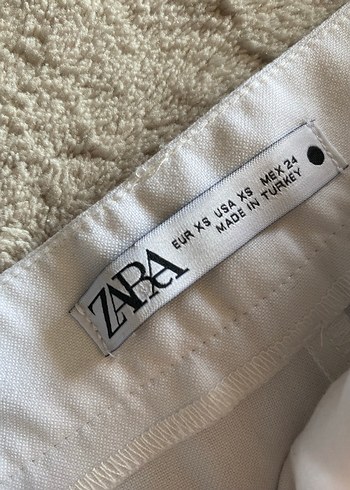 ZARA
EUR XS USA XS MEX 24
MADE IN TURKEY